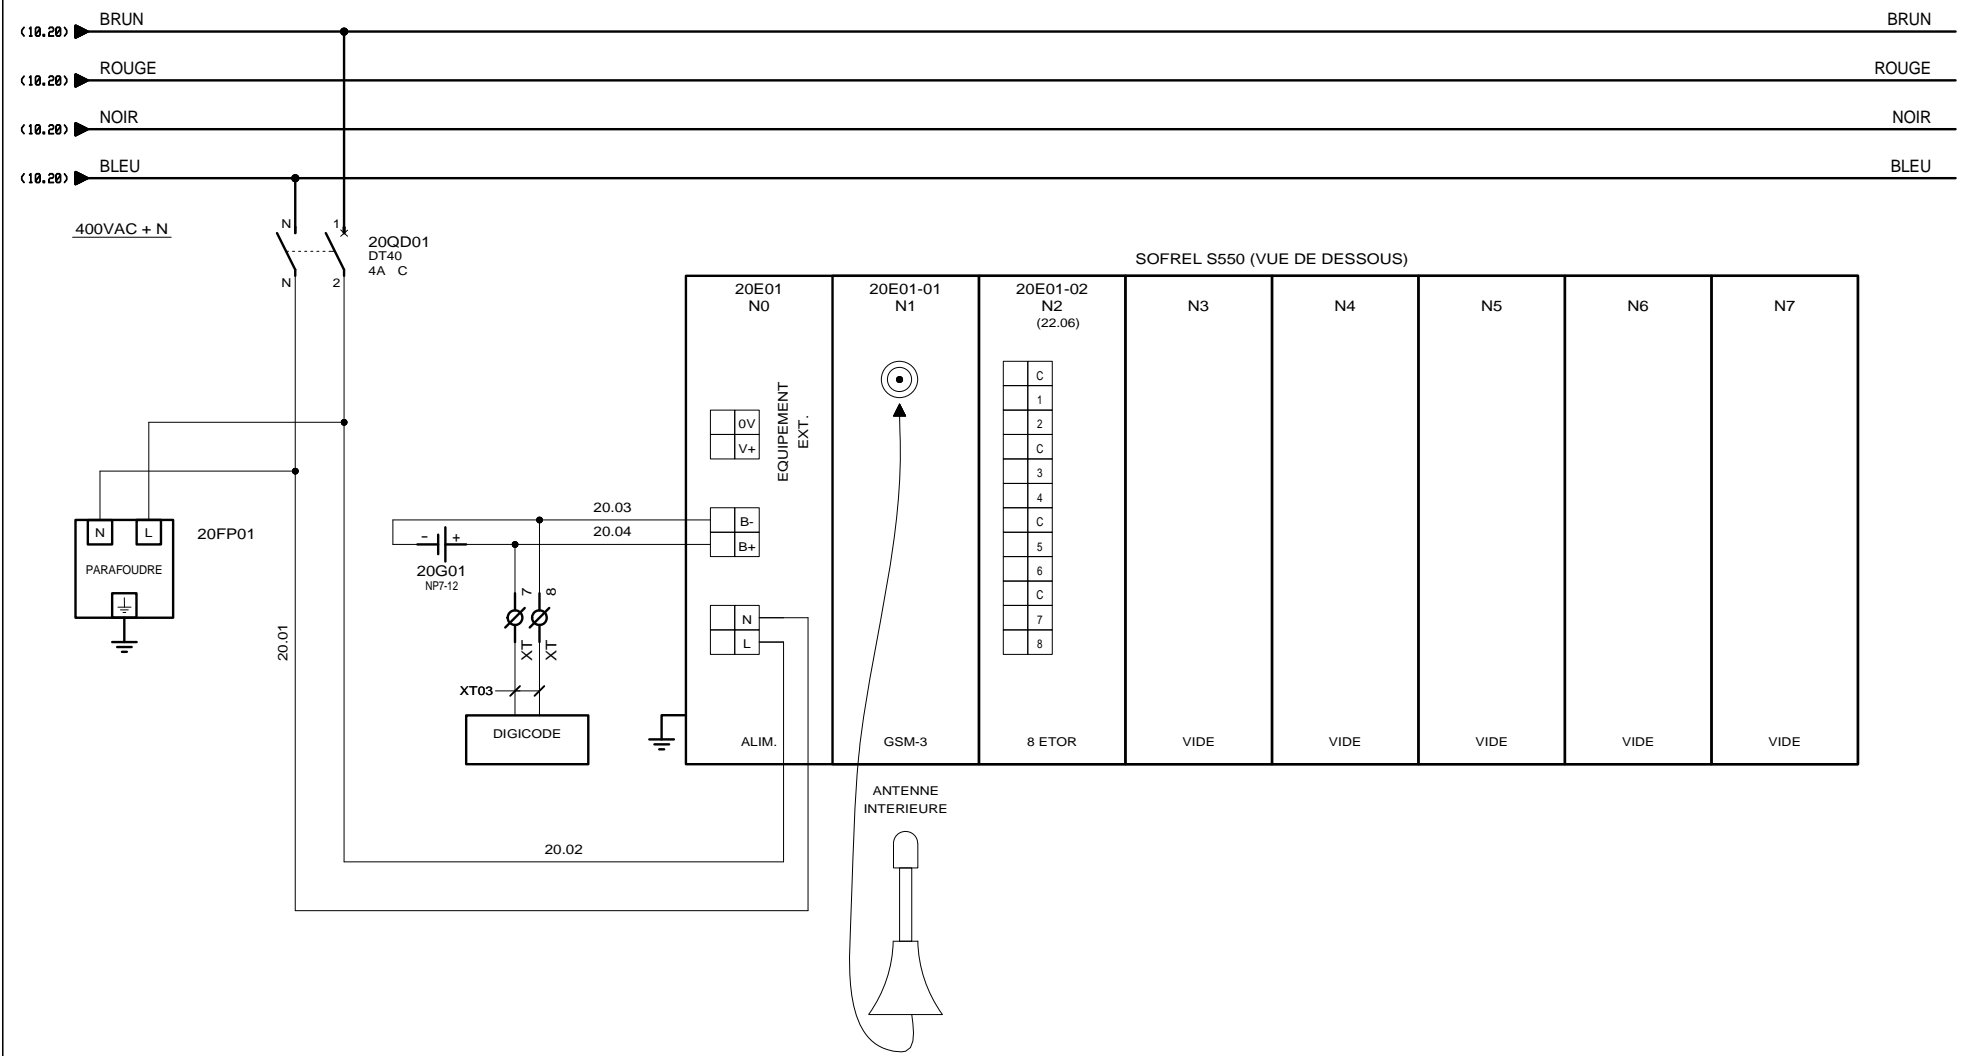 (10.20) BRUN BRUN
(10.20) ROUGE ROUGE
(10.20) NOIR NOIR
(10.20) BLEU BLEU
400VAC + N
N 1
20QD01
DT40
4A C
N 2
SOFREL S550 (VUE DE DESSOUS)
20E01
N0
20E01-01
N1
20E01-02
N2
(22.06)
N3
N4
N5
N6
N7
EQUIPEMENT
EXT.
0V
V+
B-
B+
N
L
C
1
2
C
3
4
C
5
6
C
7
8
20.03
20.04
- +
20G01
NP7-12
7 8
XT XT
XT03
DIGICODE
N L
20FP01
PARAFOUDRE
20.01
ALIM.
GSM-3
8 ETOR
VIDE
VIDE
VIDE
VIDE
VIDE
ANTENNE
INTERIEURE
20.02